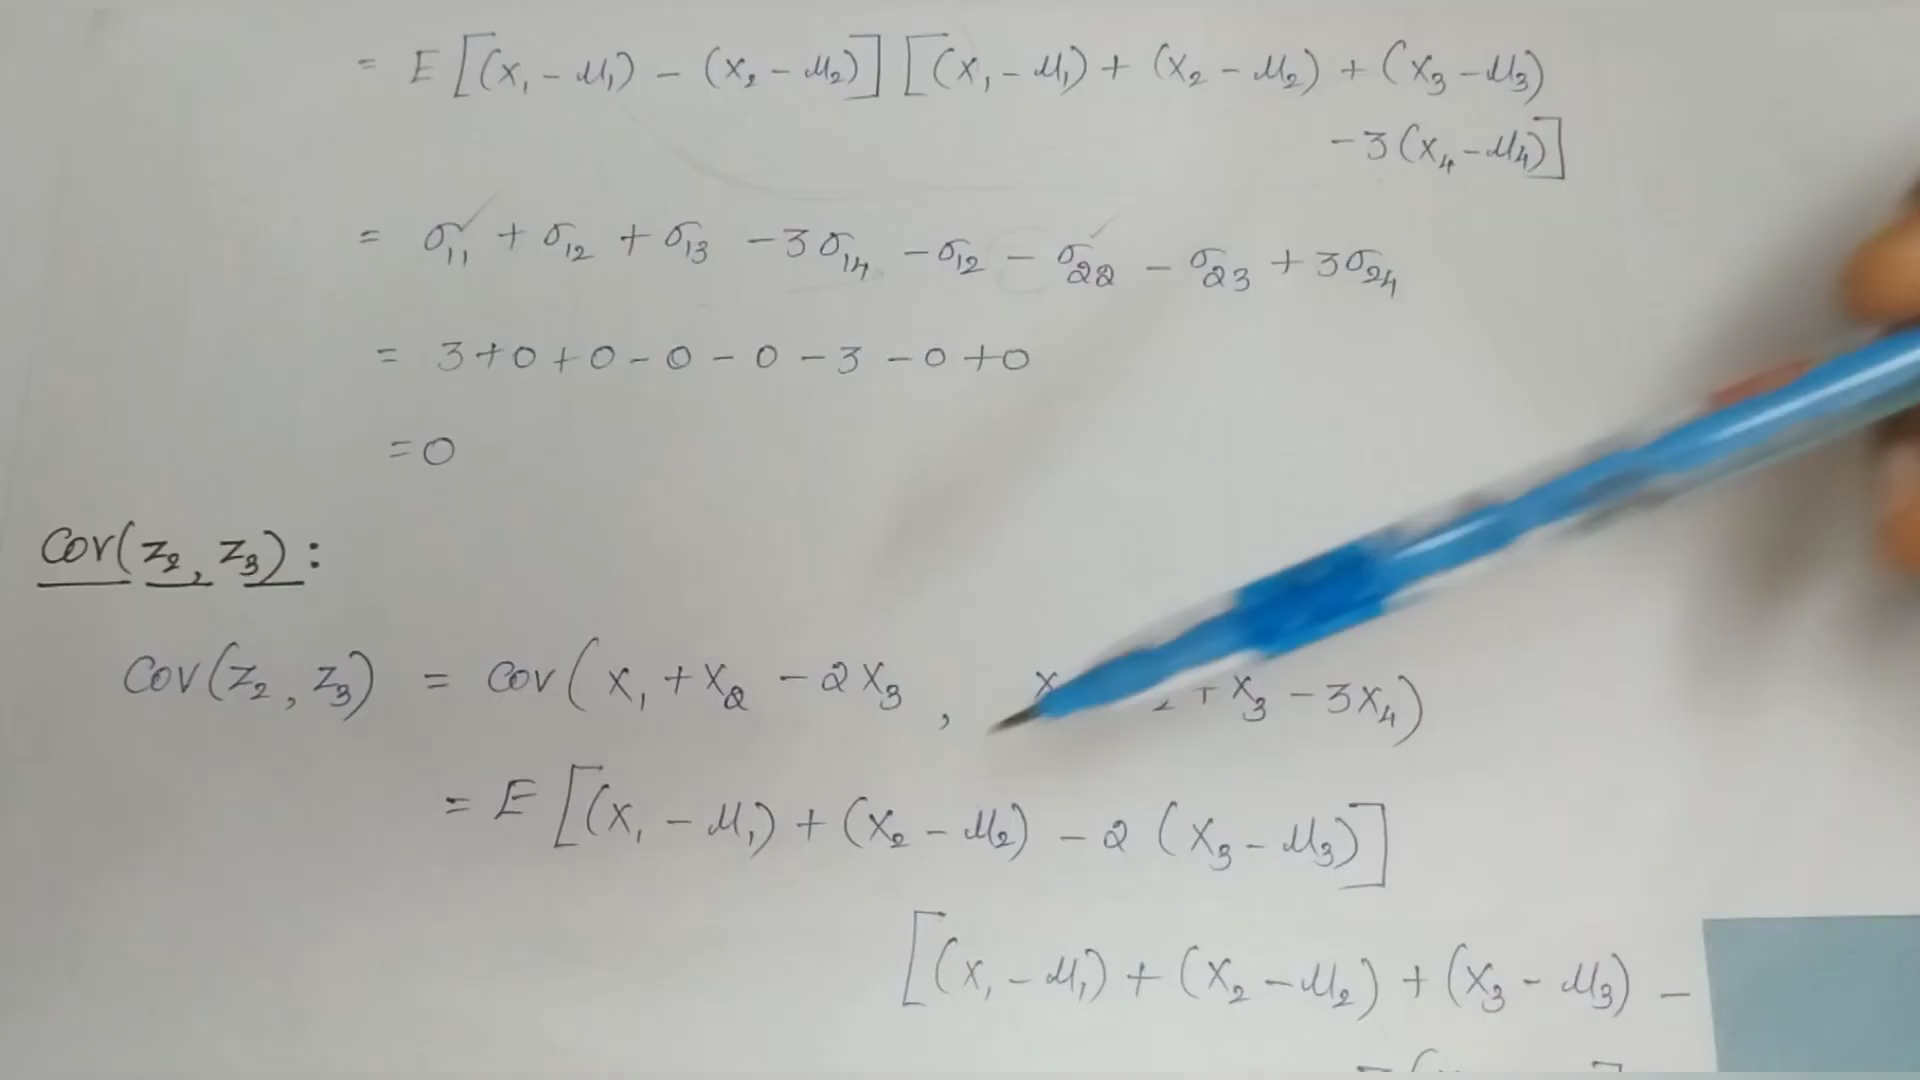 = E[(x₁ - μ₁) - (x₂ - μ₂)] [(x₁ - μ₁) + (x₂ - μ₂) + (x₃ - μ₃)
-3(x₄ - μ₄)]
= σ₁₁ + σ₁₂ + σ₁₃ - 3σ₁₄ - σ₁₂ - σ₂₂ - σ₂₃ + 3σ₂₄
= 3+0+0-0-0-3-0+0
=0
Cov(z₂, z₃) :
Cov(z₂, z₃) = Cov(x₁ + x₂ - 2x₃ , x + x₃ - 3x₄)
= E[(x₁ - μ₁) + (x₂ - μ₂) - 2(x₃ - μ₃)]
[(x₁ - μ₁) + (x₂ - μ₂) + (x₃ - μ₃) -